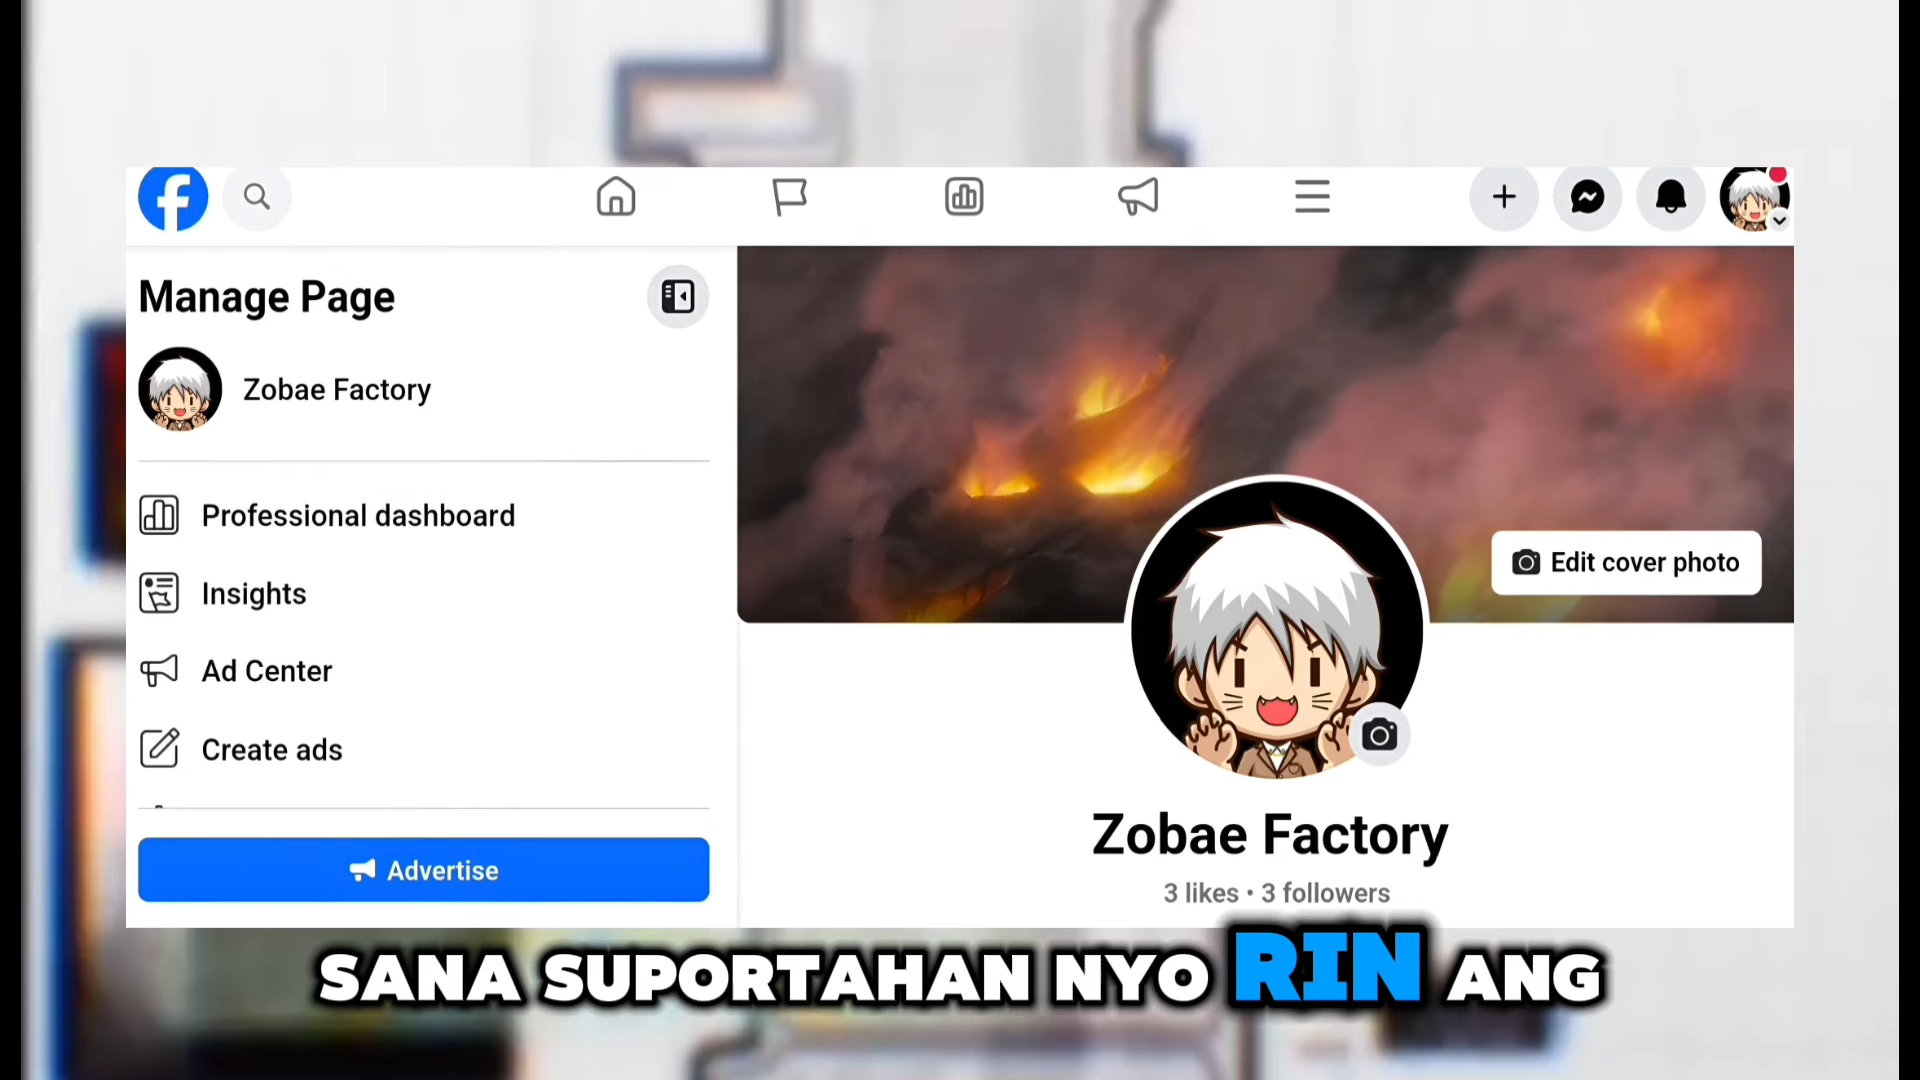 Manage Page
Zobae Factory
Professional dashboard
Insights
Ad Center
Create ads
Advertise
Edit cover photo
Zobae Factory
3 likes • 3 followers
SANA SUPORTAHAN NYO RIN ANG